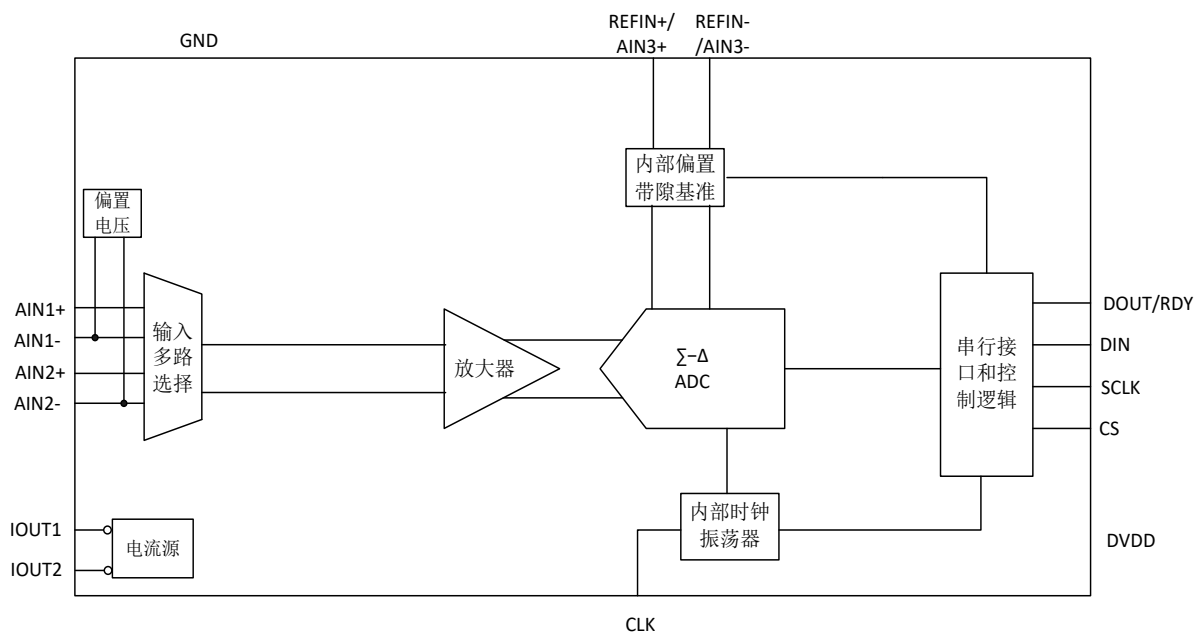 REFIN+/
AIN3+
REFIN-
/AIN3-
GND
内部偏置
带隙基准
偏置
电压
AIN1+
AIN1-
AIN2+
AIN2-
输入
多路
选择
放大器
∑−Δ
ADC
串行接
口和控
制逻辑
DOUT/RDY
DIN
SCLK
CS
IOUT1
IOUT2
电流源
内部时钟
振荡器
DVDD
CLK